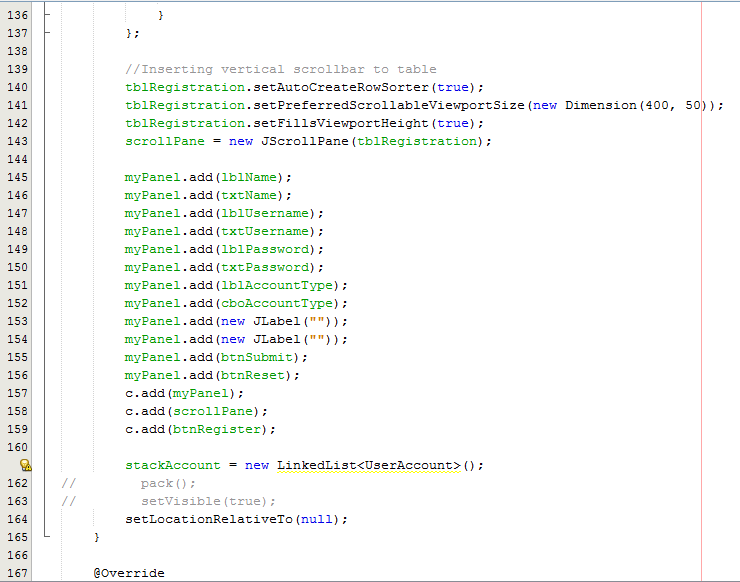 136 }
137 };
138
139 //Inserting vertical scrollbar to table
140 tblRegistration.setAutoCreateRowSorter(true);
141 tblRegistration.setPreferredScrollableViewportSize(new Dimension(400, 50));
142 tblRegistration.setFillsViewportHeight(true);
143 scrollPane = new JScrollPane(tblRegistration);
144
145 myPanel.add(lblName);
146 myPanel.add(txtName);
147 myPanel.add(lblUsername);
148 myPanel.add(txtUsername);
149 myPanel.add(lblPassword);
150 myPanel.add(txtPassword);
151 myPanel.add(lblAccountType);
152 myPanel.add(cboAccountType);
153 myPanel.add(new JLabel(""));
154 myPanel.add(new JLabel(""));
155 myPanel.add(btnSubmit);
156 myPanel.add(btnReset);
157 c.add(myPanel);
158 c.add(scrollPane);
159 c.add(btnRegister);
160
stackAccount = new LinkedList<UserAccount>();
162 // pack();
163 // setVisible(true);
164 setLocationRelativeTo(null);
165 }
166
167 @Override